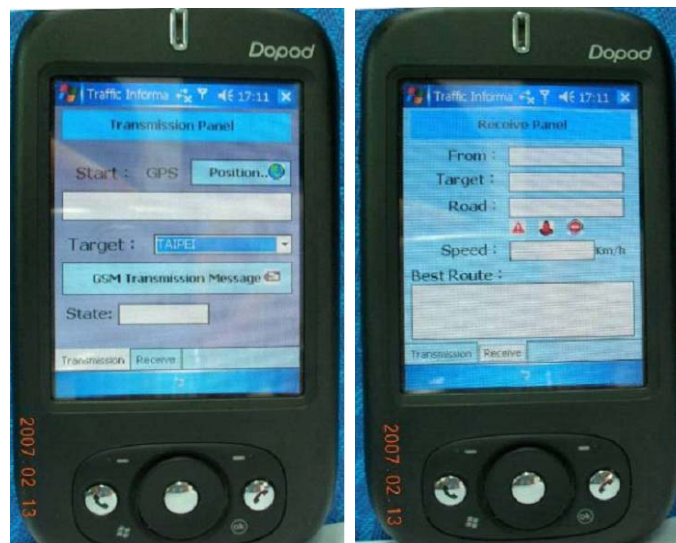 Dopod
Traffic Informa 17:11
Transmission Panel
Start : GPS Position..
Target : TAIPEI
GSM Transmission Message
State:
Transmission Receive
ok
2007.02.13
Dopod
Traffic Informa 17:11
Receive Panel
From :
Target :
Road :
Speed : Km/h
Best Route :
Transmission Receive
ok
2007.02.13